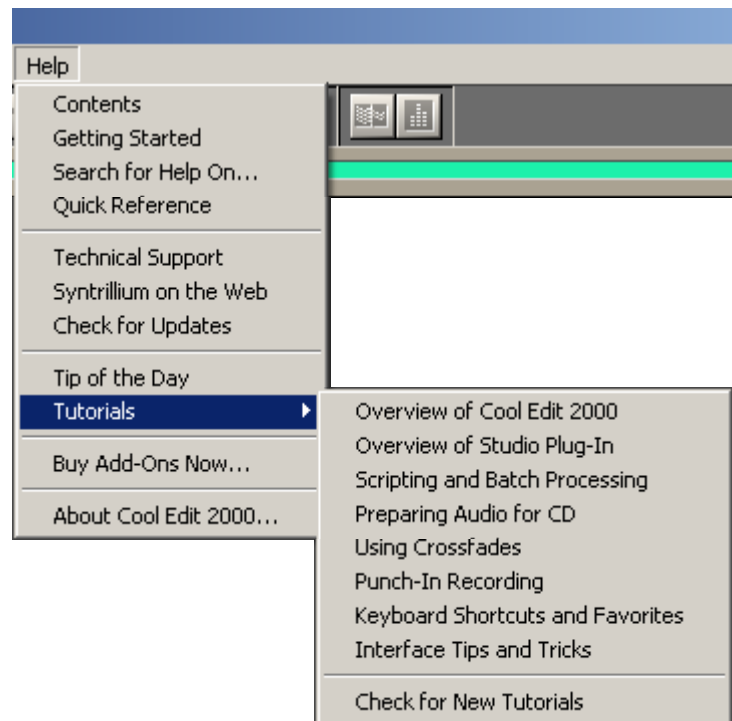 Help
Contents
Getting Started
Search for Help On...
Quick Reference
Technical Support
Syntrillium on the Web
Check for Updates
Tip of the Day
Tutorials
Buy Add-Ons Now...
About Cool Edit 2000...
Overview of Cool Edit 2000
Overview of Studio Plug-In
Scripting and Batch Processing
Preparing Audio for CD
Using Crossfades
Punch-In Recording
Keyboard Shortcuts and Favorites
Interface Tips and Tricks
Check for New Tutorials